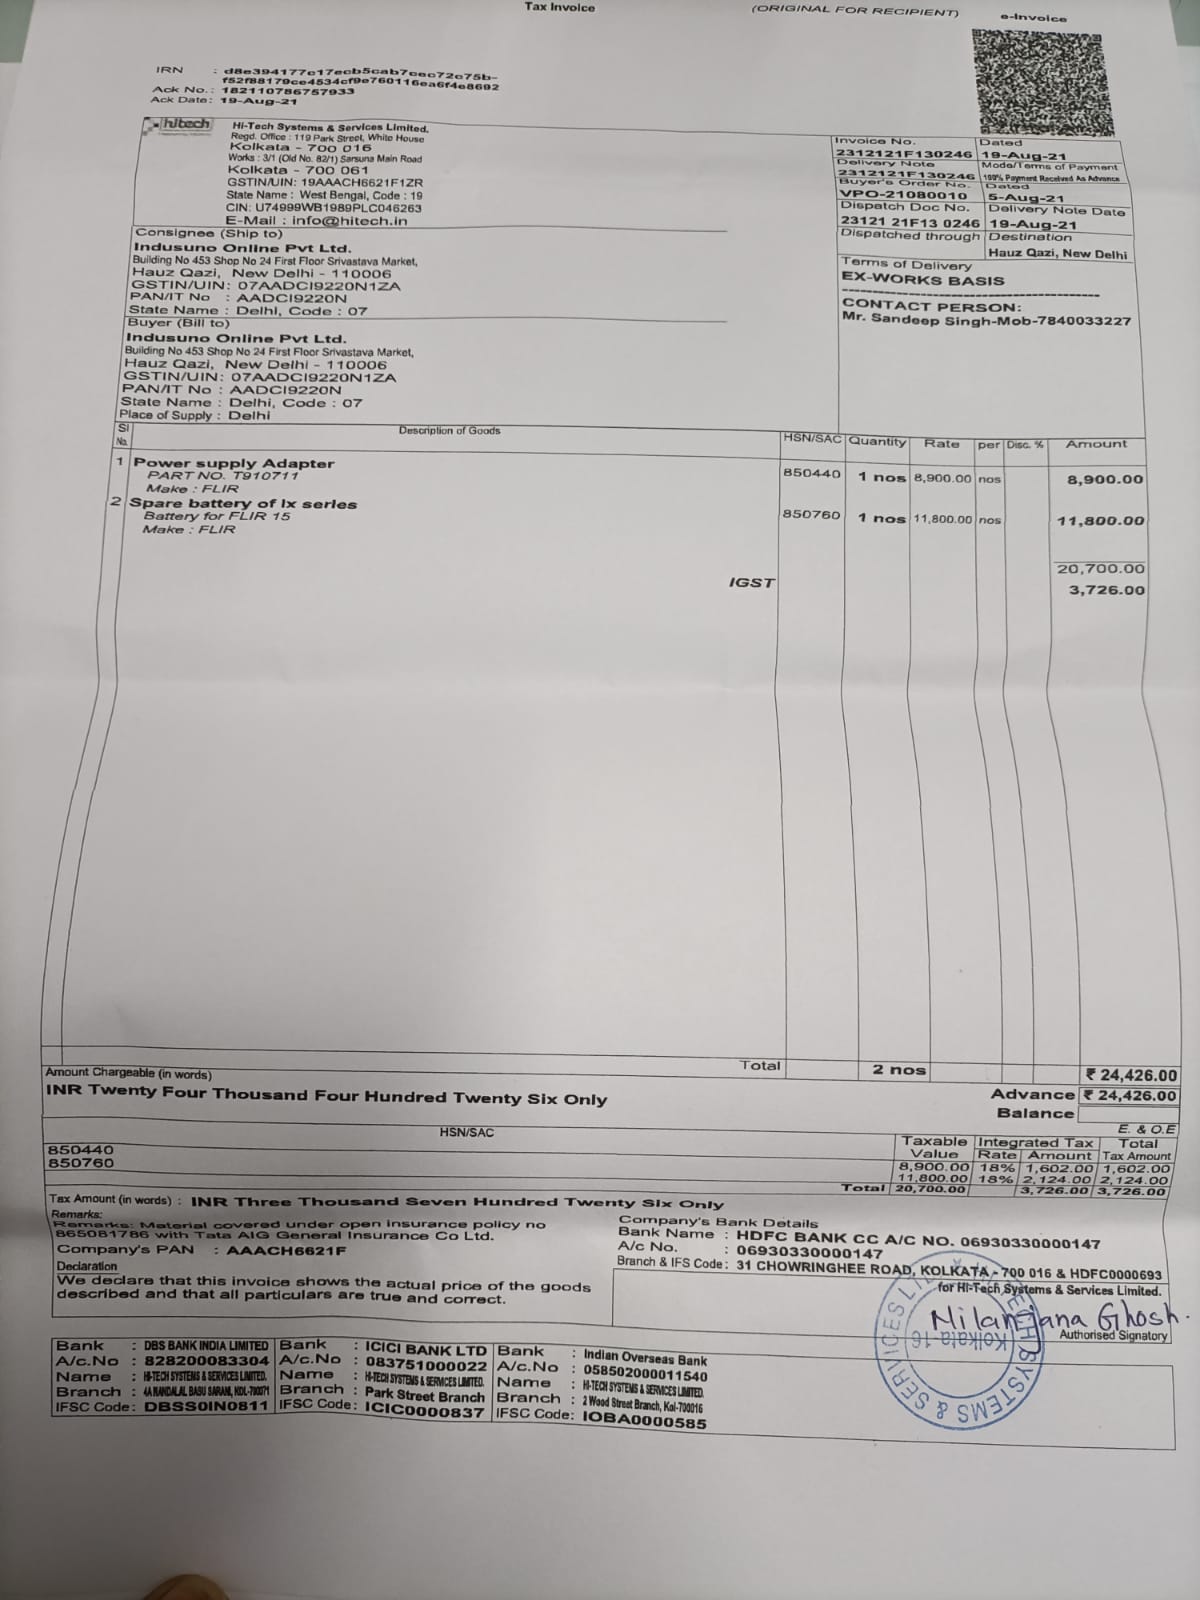 Tax Invoice
(ORIGINAL FOR RECIPIENT)
e-Invoice
IRN : d8e394177c17ecb5cab7cec72c75b-
f52f88179ce4534cf9e760116ea6f4e8692
Ack No. : 182110786757933
Ack Date : 19-Aug-21
hitech
Hi-Tech Systems & Services Limited.
Regd. Office : 119 Park Street, White House
Kolkata - 700 016
Works : 3/1 (Old No. 82/1) Sarsuna Main Road
Kolkata - 700 061
GSTIN/UIN: 19AAACH6621F1ZR
State Name : West Bengal, Code : 19
CIN: U74999WB1989PLC046263
E-Mail : info@hitech.in
Invoice No. Dated
2312121F130246 19-Aug-21
Delivery Note Mode/Terms of Payment
2312121F130246 100% Payment Received As Advance
Buyer's Order No. Dated
VPO-21080010 5-Aug-21
Dispatch Doc No. Delivery Note Date
23121 21F13 0246 19-Aug-21
Dispatched through Destination
Hauz Qazi, New Delhi
Terms of Delivery
EX-WORKS BASIS
CONTACT PERSON:
Mr. Sandeep Singh-Mob-7840033227
Consignee (Ship to)
Indusuno Online Pvt Ltd.
Building No 453 Shop No 24 First Floor Srivastava Market,
Hauz Qazi, New Delhi - 110006
GSTIN/UIN: 07AADCI9220N1ZA
PAN/IT No : AADCI9220N
State Name : Delhi, Code : 07
Buyer (Bill to)
Indusuno Online Pvt Ltd.
Building No 453 Shop No 24 First Floor Srivastava Market,
Hauz Qazi, New Delhi - 110006
GSTIN/UIN: 07AADCI9220N1ZA
PAN/IT No : AADCI9220N
State Name : Delhi, Code : 07
Place of Supply : Delhi
Sl No. Description of Goods HSN/SAC Quantity Rate per Disc. % Amount
1 Power supply Adapter 850440 1 nos 8,900.00 nos 8,900.00
PART NO. T910711
Make : FLIR
2 Spare battery of Ix series 850760 1 nos 11,800.00 nos 11,800.00
Battery for FLIR 15
Make : FLIR
20,700.00
IGST 3,726.00
Total 2 nos ₹ 24,426.00
Amount Chargeable (in words)
INR Twenty Four Thousand Four Hundred Twenty Six Only
Advance ₹ 24,426.00
Balance
E. & O.E
HSN/SAC Taxable Value Integrated Tax Rate Amount Total Tax Amount
850440 8,900.00 18% 1,602.00 1,602.00
850760 11,800.00 18% 2,124.00 2,124.00
Total 20,700.00 3,726.00 3,726.00
Tax Amount (in words) : INR Three Thousand Seven Hundred Twenty Six Only
Remarks:
Remarks: Material covered under open insurance policy no
865081786 with Tata AIG General Insurance Co Ltd.
Company's PAN : AAACH6621F
Declaration
We declare that this invoice shows the actual price of the goods
described and that all particulars are true and correct.
Company's Bank Details
Bank Name : HDFC BANK CC A/C NO. 06930330000147
A/c No. : 06930330000147
Branch & IFS Code : 31 CHOWRINGHEE ROAD, KOLKATA - 700 016 & HDFC0000693
for Hi-Tech Systems & Services Limited.
Milanjana Ghosh.
Authorised Signatory
HI-TECH SYSTEMS & SERVICES LIMITED
Kolkata-16
Bank : DBS BANK INDIA LIMITED
A/c.No : 828200083304
Name : HI-TECH SYSTEMS & SERVICES LIMITED.
Branch : 4A NANDALAL BASU SARANI, KOL-700071
IFSC Code: DBSS0IN0811
Bank : ICICI BANK LTD
A/c.No : 083751000022
Name : HI-TECH SYSTEMS & SERVICES LIMITED.
Branch : Park Street Branch
IFSC Code: ICIC0000837
Bank : Indian Overseas Bank
A/c.No : 058502000011540
Name : HI-TECH SYSTEMS & SERVICES LIMITED.
Branch : 2 Wood Street Branch, Kol-700016
IFSC Code: IOBA0000585